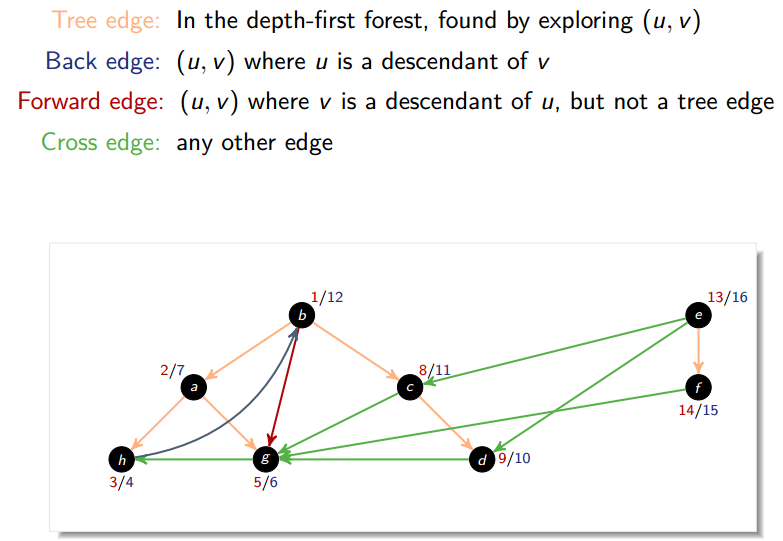 Tree edge: In the depth-first forest, found by exploring (u, v)
Back edge: (u, v) where u is a descendant of v
Forward edge: (u, v) where v is a descendant of u, but not a tree edge
Cross edge: any other edge
1/12
13/16
b
e
2/7
8/11
a
c
f
14/15
h
g
d
9/10
3/4
5/6